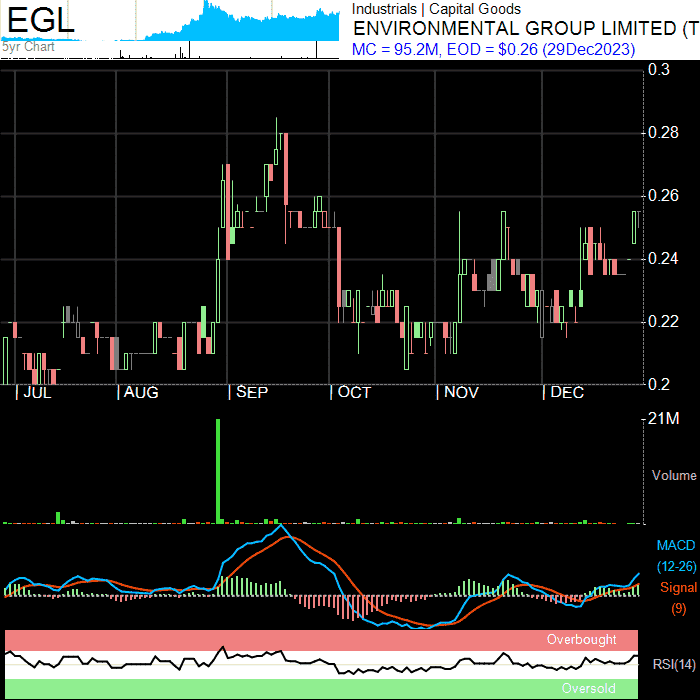 EGL
5yr Chart
Industrials | Capital Goods
ENVIRONMENTAL GROUP LIMITED (T
MC = 95.2M, EOD = $0.26 (29Dec2023)
0.3
0.28
0.26
0.24
0.22
0.2
JUL AUG SEP OCT NOV DEC
21M
Volume
MACD
(12-26)
Signal
(9)
Overbought
RSI(14)
Oversold